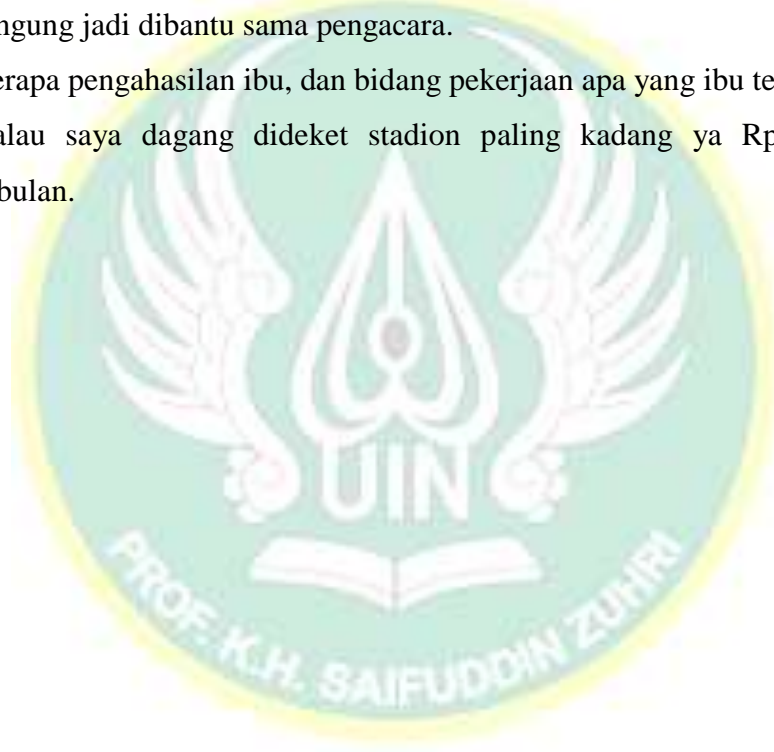 ngung jadi dibantu sama pengacara.
erapa pengahasilan ibu, dan bidang pekerjaan apa yang ibu te
alau saya dagang dideket stadion paling kadang ya Rp
bulan.
UIN
PROF. K.H. SAIFUDDIN ZUHRI